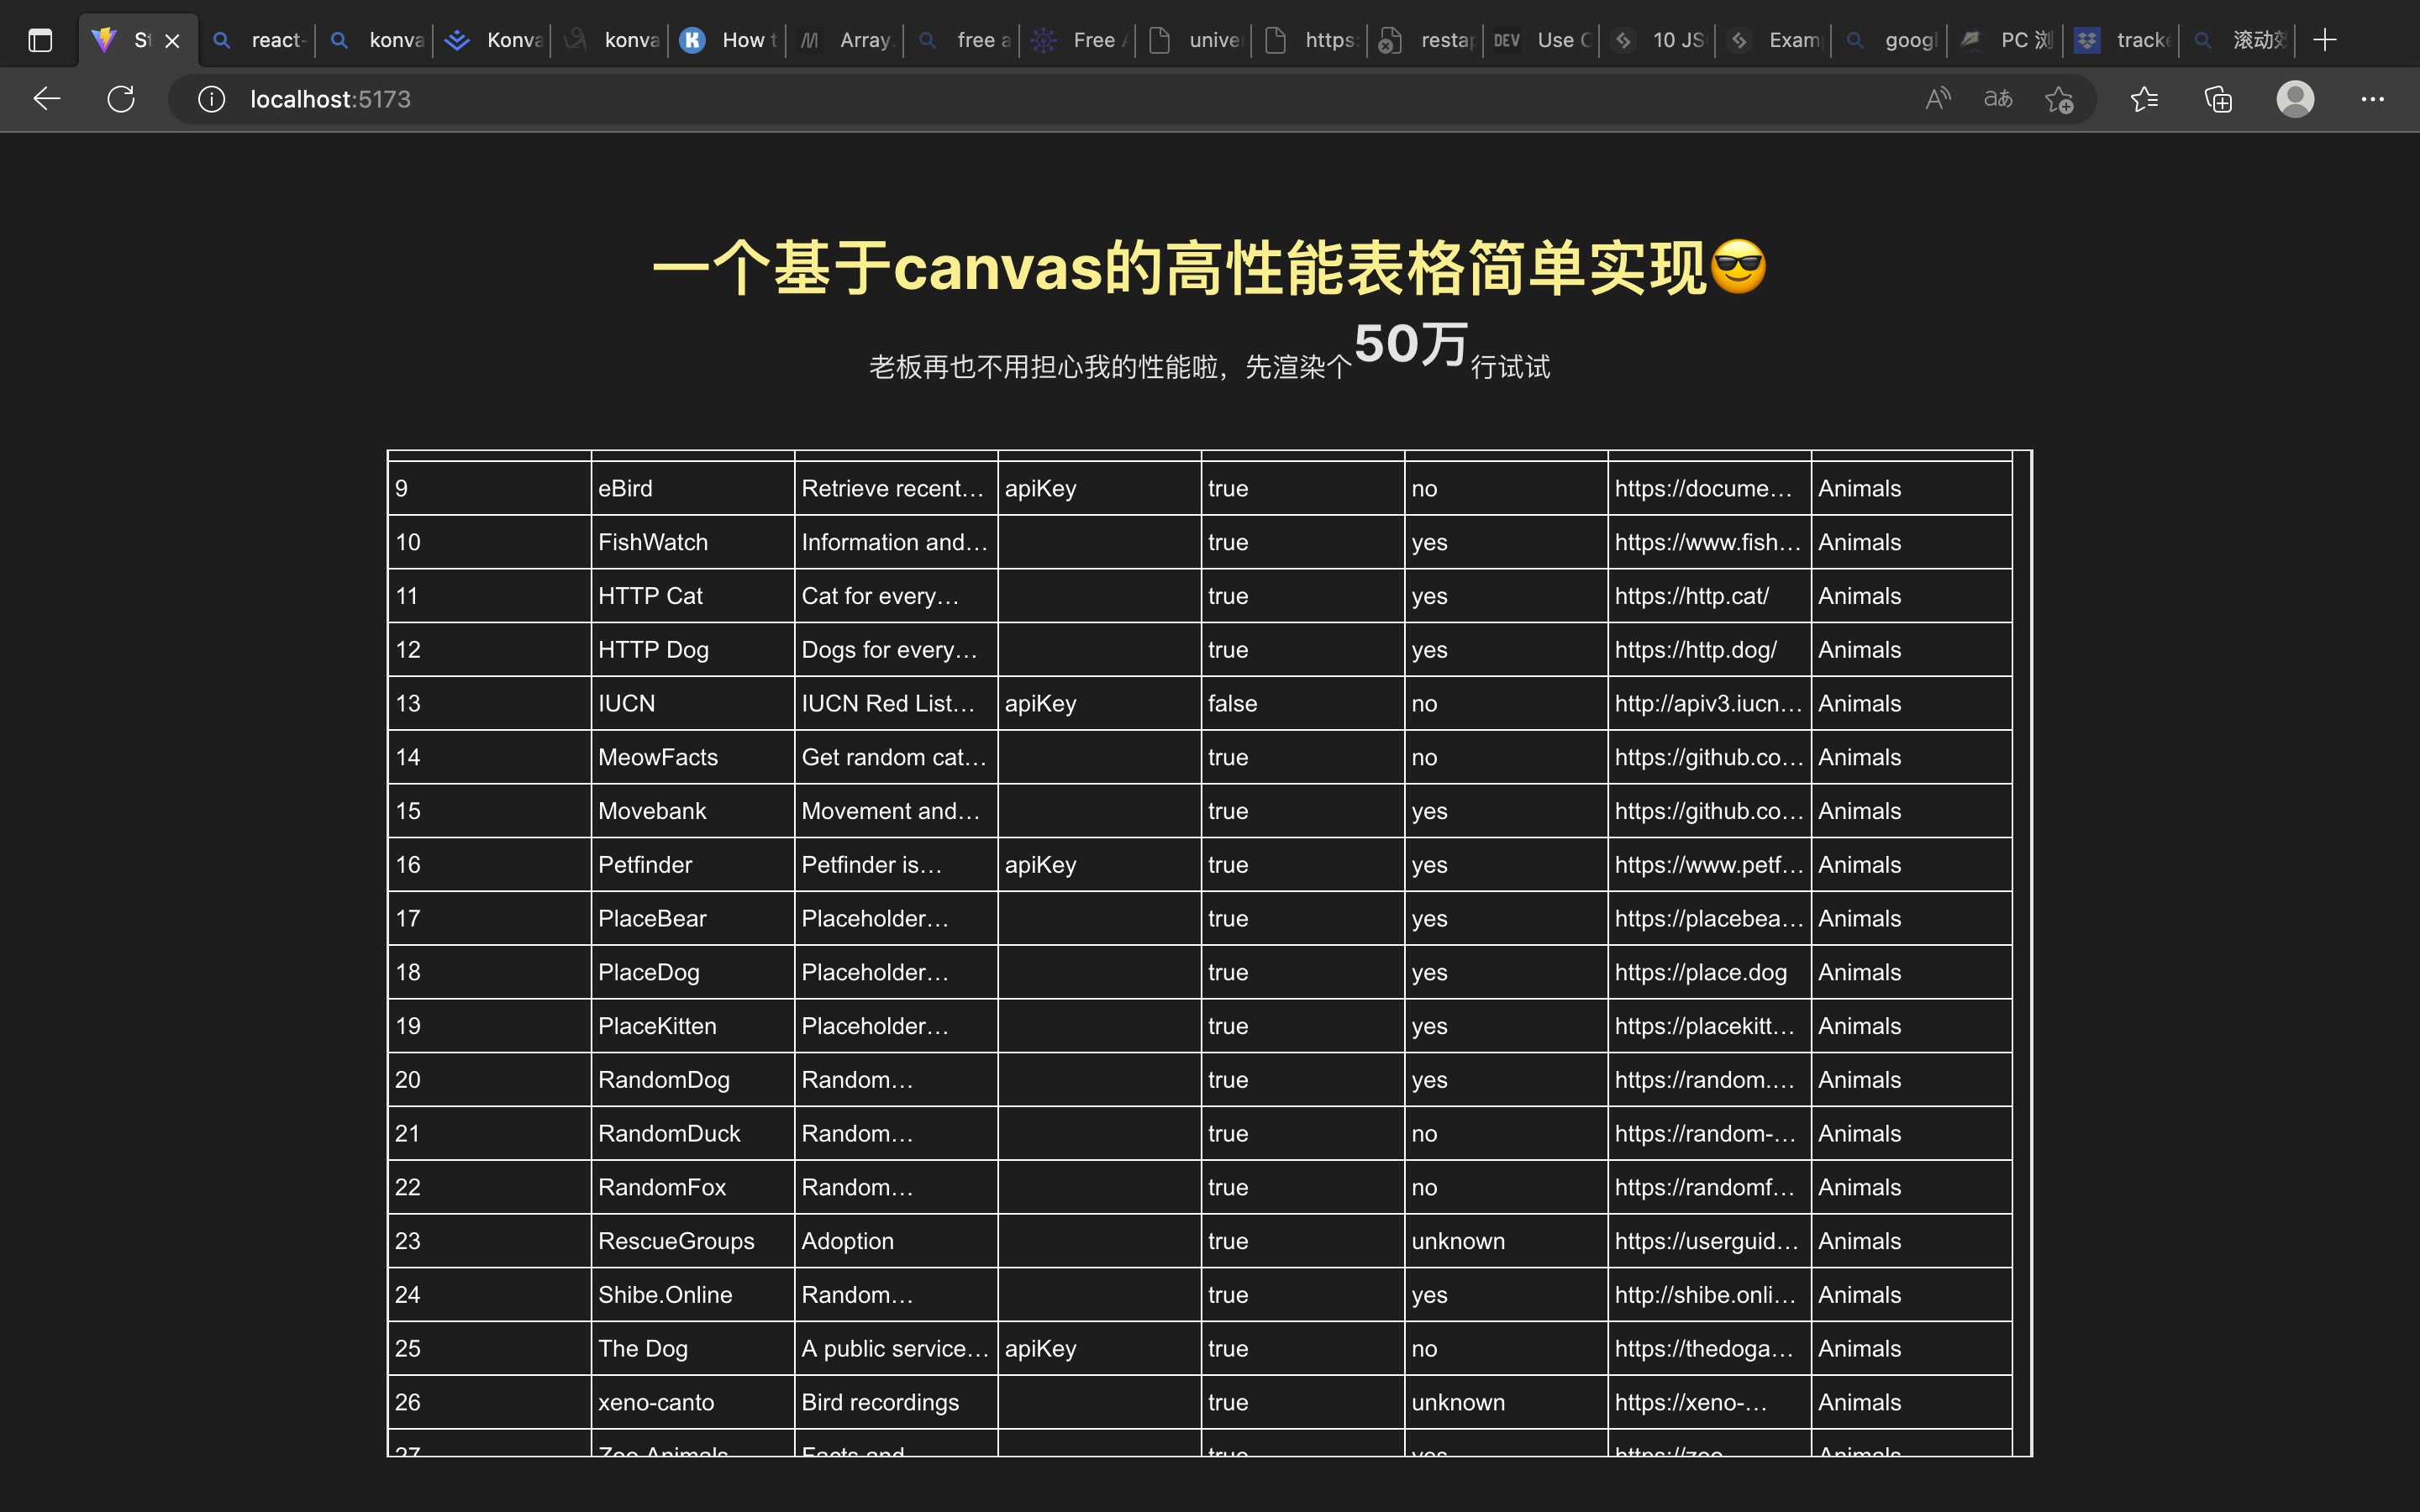 St react- konva Konva konva How t Array. free a Free A unive https: restap DEV Use C 10 JS Exam googl PC 浏 tracke 滚动效
localhost:5173
一个基于canvas的高性能表格简单实现😎
老板再也不用担心我的性能啦，先渲染个50万行试试
9 eBird Retrieve recent… apiKey true no https://docume… Animals
10 FishWatch Information and… true yes https://www.fish… Animals
11 HTTP Cat Cat for every… true yes https://http.cat/ Animals
12 HTTP Dog Dogs for every… true yes https://http.dog/ Animals
13 IUCN IUCN Red List… apiKey false no http://apiv3.iucn… Animals
14 MeowFacts Get random cat… true no https://github.co… Animals
15 Movebank Movement and… true yes https://github.co… Animals
16 Petfinder Petfinder is… apiKey true yes https://www.petf… Animals
17 PlaceBear Placeholder… true yes https://placebea… Animals
18 PlaceDog Placeholder… true yes https://place.dog Animals
19 PlaceKitten Placeholder… true yes https://placekitt… Animals
20 RandomDog Random… true yes https://random.… Animals
21 RandomDuck Random… true no https://random-… Animals
22 RandomFox Random… true no https://randomf… Animals
23 RescueGroups Adoption true unknown https://userguid… Animals
24 Shibe.Online Random… true yes http://shibe.onli… Animals
25 The Dog A public service… apiKey true no https://thedoga… Animals
26 xeno-canto Bird recordings true unknown https://xeno-… Animals
27 Zoo Animals Facts and true yes https://zoo Animals